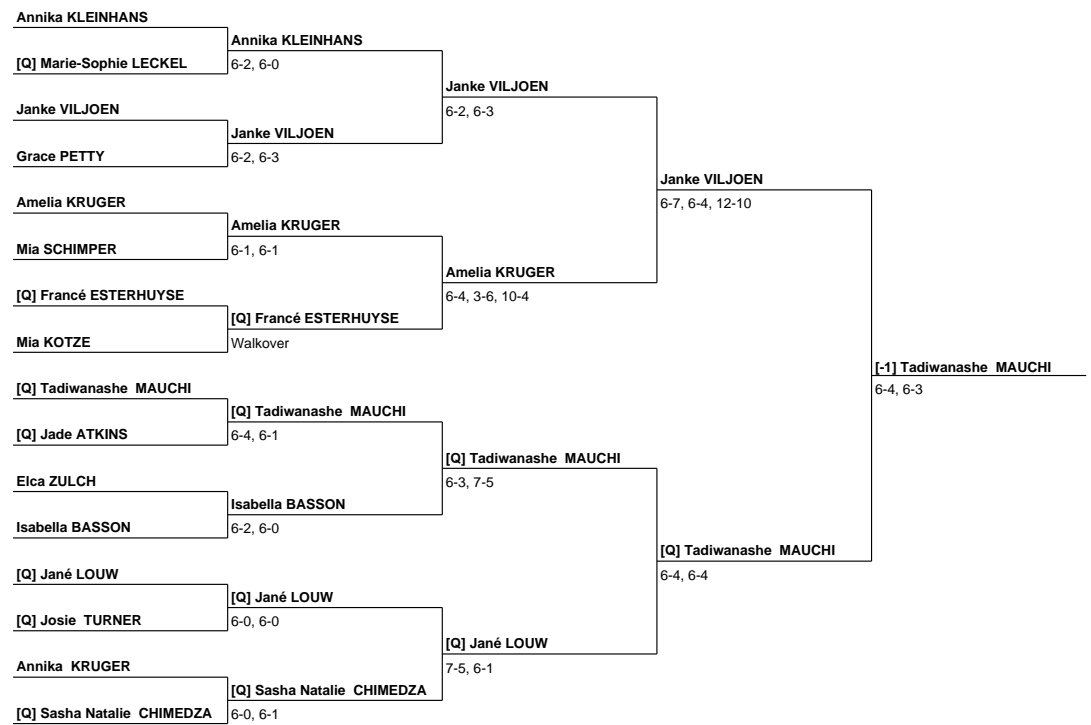 Annika KLEINHANS
[Q] Marie-Sophie LECKEL
Janke VILJOEN
Grace PETTY
Amelia KRUGER
Mia SCHIMPER
[Q] Francé ESTERHUYSE
Mia KOTZE
[Q] Tadiwanashe MAUCHI
[Q] Jade ATKINS
Elca ZULCH
Isabella BASSON
[Q] Jané LOUW
[Q] Josie TURNER
Annika KRUGER
[Q] Sasha Natalie CHIMEDZA
Annika KLEINHANS
6-2, 6-0
Janke VILJOEN
6-2, 6-3
Amelia KRUGER
6-1, 6-1
[Q] Francé ESTERHUYSE
Walkover
[Q] Tadiwanashe MAUCHI
6-4, 6-1
Isabella BASSON
6-2, 6-0
[Q] Jané LOUW
6-0, 6-0
[Q] Sasha Natalie CHIMEDZA
6-0, 6-1
Janke VILJOEN
6-2, 6-3
Amelia KRUGER
6-4, 3-6, 10-4
[Q] Tadiwanashe MAUCHI
6-3, 7-5
[Q] Jané LOUW
7-5, 6-1
Janke VILJOEN
6-7, 6-4, 12-10
[Q] Tadiwanashe MAUCHI
6-4, 6-4
[-1] Tadiwanashe MAUCHI
6-4, 6-3